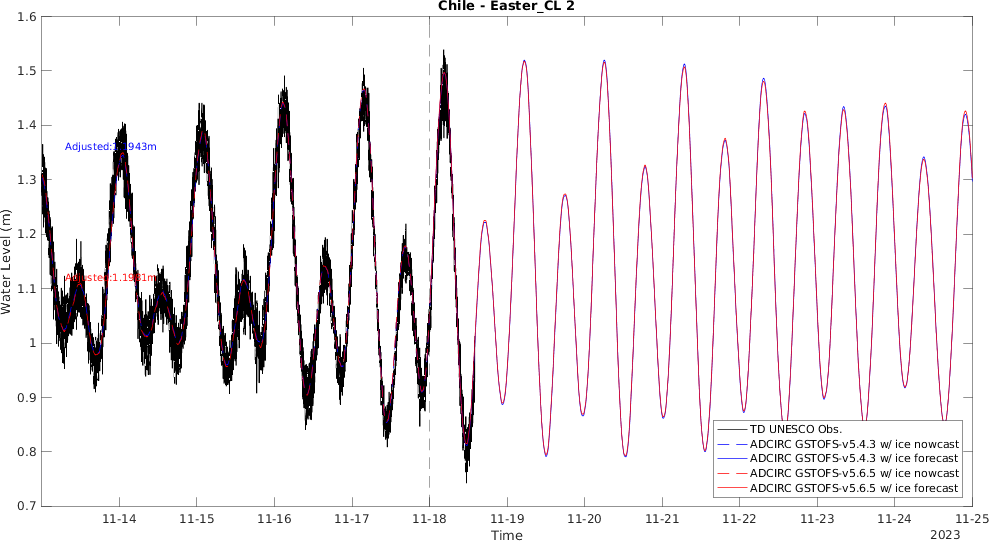 Chile - Easter_CL 2
1.6
1.5
1.4
1.3
1.2
1.1
1
0.9
0.8
0.7
Water Level (m)
Adjusted:1.1943m
Adjusted:1.1981m
TD UNESCO Obs.
ADCIRC GSTOFS-v5.4.3 w/ ice nowcast
ADCIRC GSTOFS-v5.4.3 w/ ice forecast
ADCIRC GSTOFS-v5.6.5 w/ ice nowcast
ADCIRC GSTOFS-v5.6.5 w/ ice forecast
11-14 11-15 11-16 11-17 11-18 11-19 11-20 11-21 11-22 11-23 11-24 11-25
Time
2023